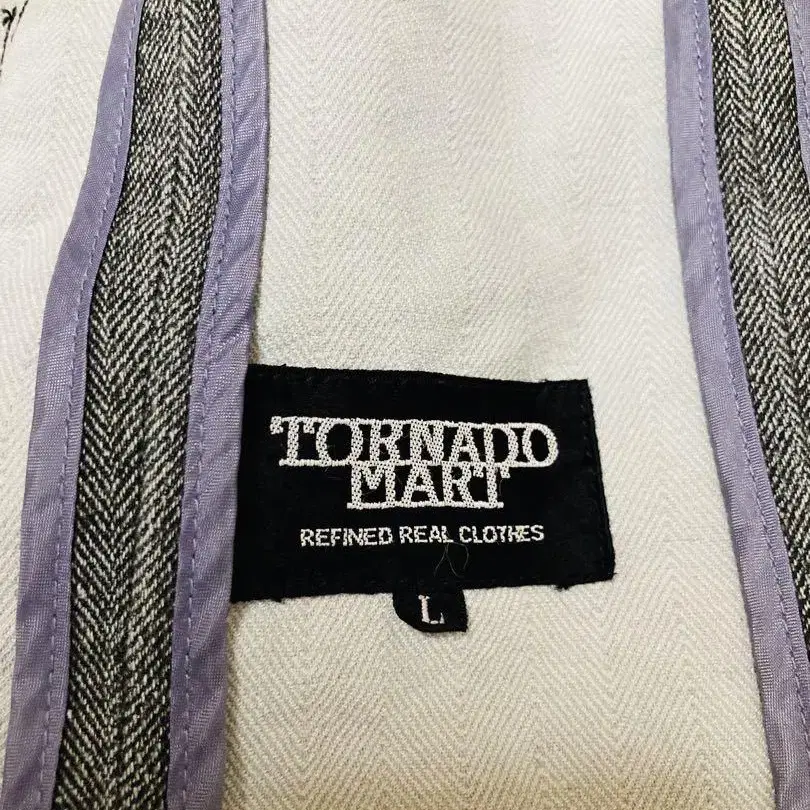 TORNADO
MART
REFINED REAL CLOTHES
L